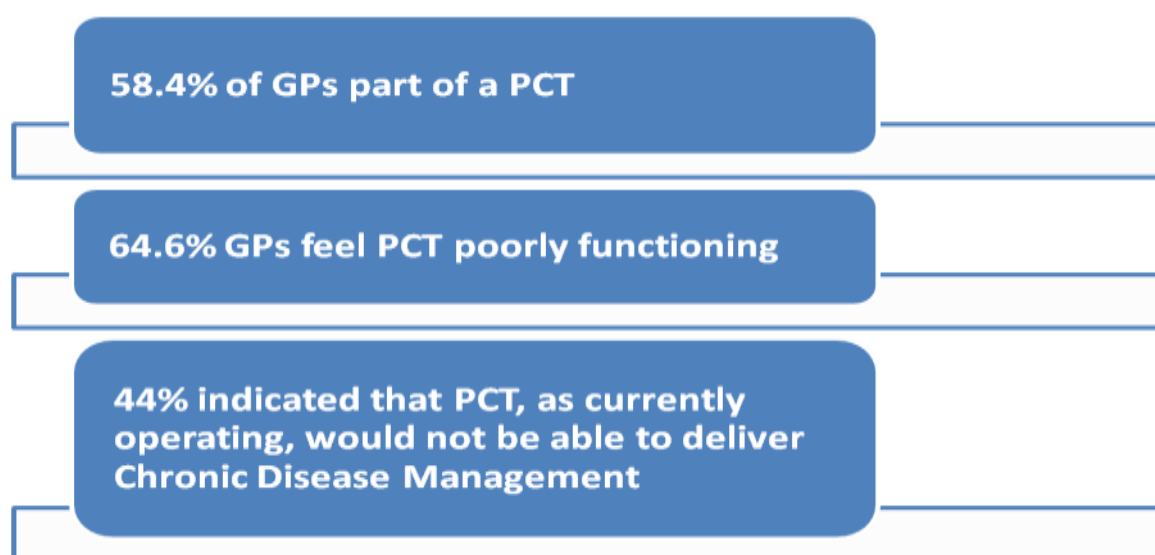 58.4% of GPs part of a PCT
64.6% GPs feel PCT poorly functioning
44% indicated that PCT, as currently
operating, would not be able to deliver
Chronic Disease Management